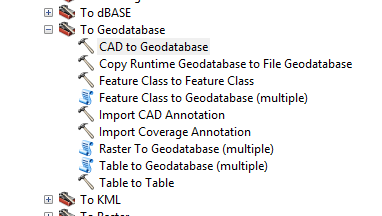 To dBASE
To Geodatabase
CAD to Geodatabase
Copy Runtime Geodatabase to File Geodatabase
Feature Class to Feature Class
Feature Class to Geodatabase (multiple)
Import CAD Annotation
Import Coverage Annotation
Raster To Geodatabase (multiple)
Table to Geodatabase (multiple)
Table to Table
To KML
To Raster